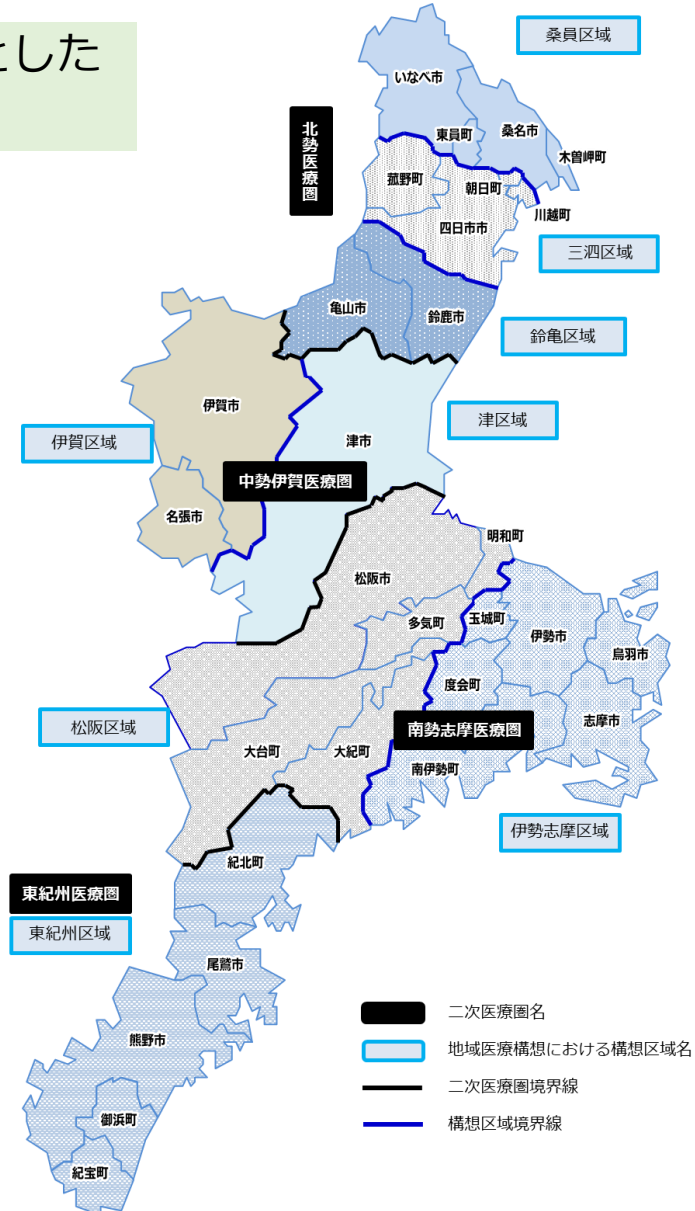 とした
桑員区域
いなべ市
北勢医療圏
東員町
桑名市
木曽岬町
菰野町
朝日町
川越町
四日市市
三泗区域
亀山市
鈴鹿市
鈴亀区域
伊賀市
津区域
伊賀区域
津市
中勢伊賀医療圏
名張市
明和町
松阪市
多気町
玉城町
伊勢市
鳥羽市
度会町
志摩市
松阪区域
南勢志摩医療圏
大台町
大紀町
南伊勢町
伊勢志摩区域
紀北町
東紀州医療圏
東紀州区域
尾鷲市
熊野市
御浜町
紀宝町
二次医療圏名
地域医療構想における構想区域名
二次医療圏境界線
構想区域境界線